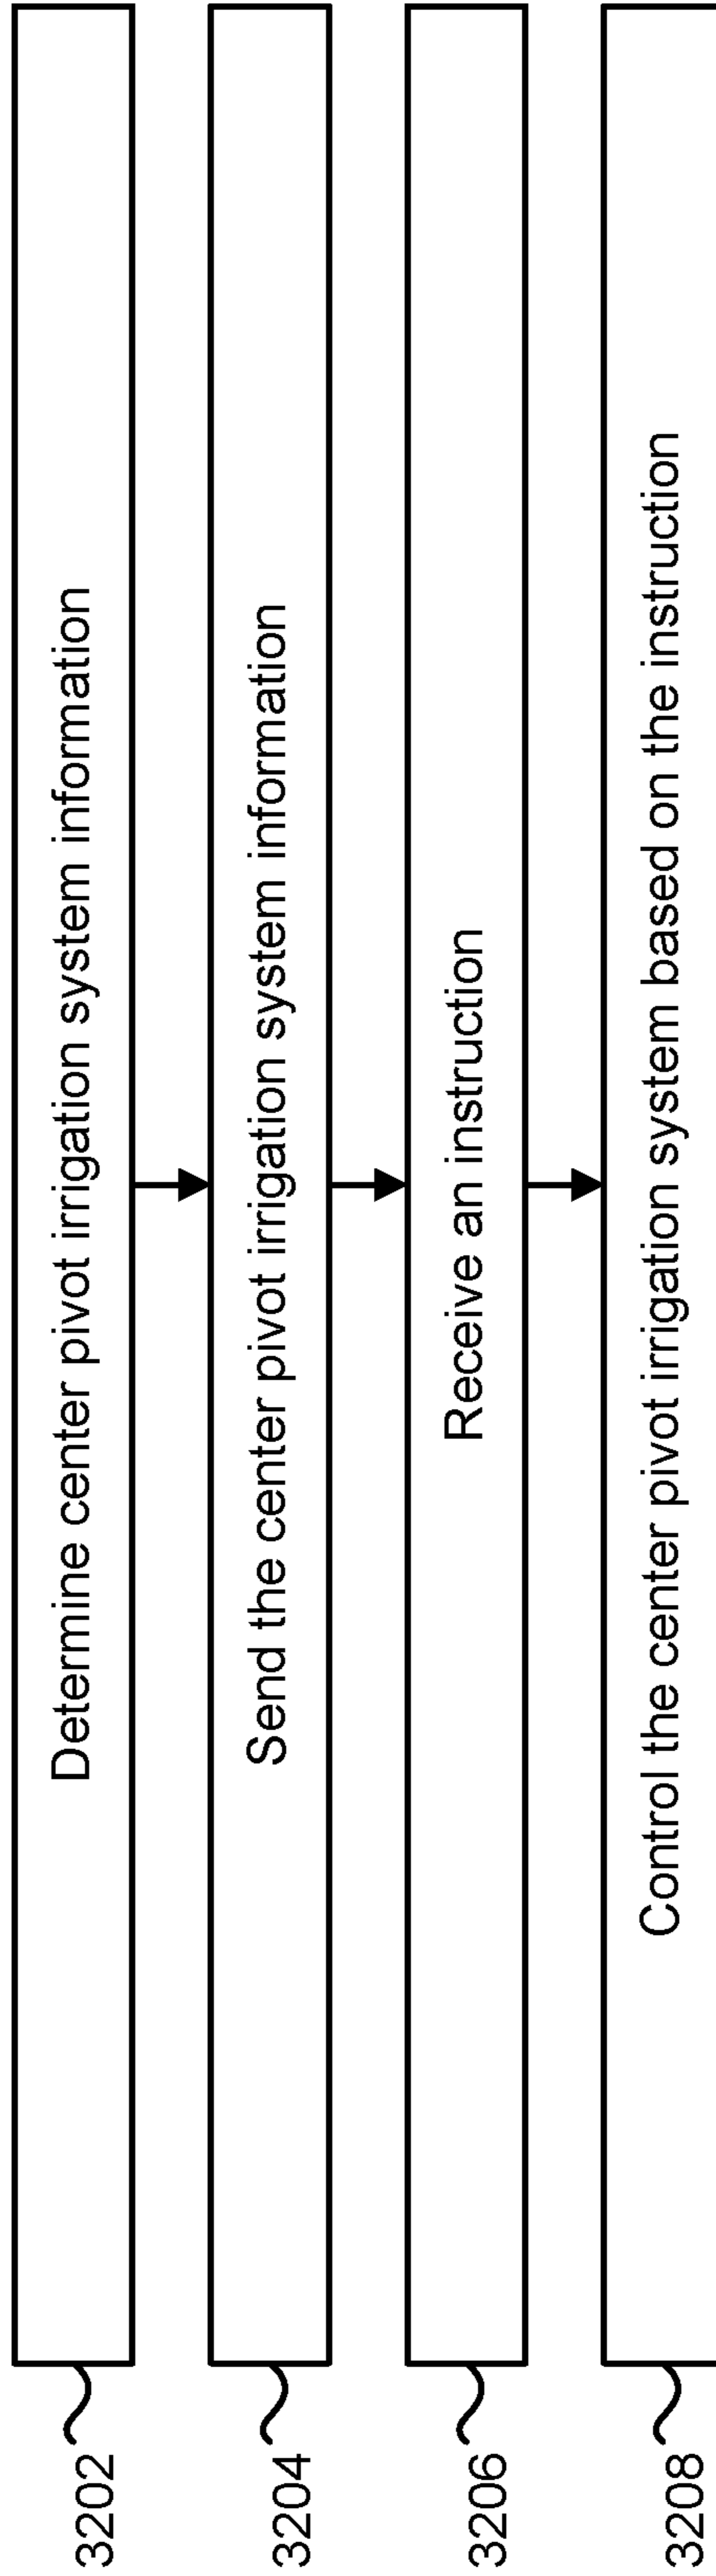 3202
Determine center pivot irrigation system information
3204
Send the center pivot irrigation system information
3206
Receive an instruction
3208
Control the center pivot irrigation system based on the instruction